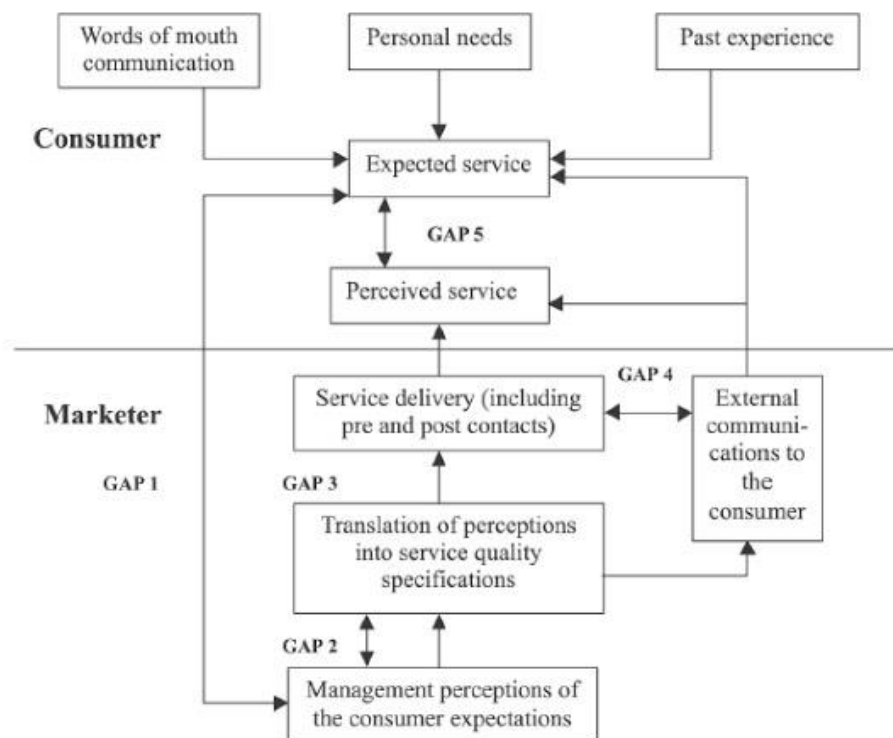 Words of mouth
communication
Personal needs
Past experience
Consumer
Expected service
GAP 5
Perceived service
Marketer
Service delivery (including
pre and post contacts)
GAP 4
External
communi-
cations to
the
consumer
GAP 1
GAP 3
Translation of perceptions
into service quality
specifications
GAP 2
Management perceptions of
the consumer expectations